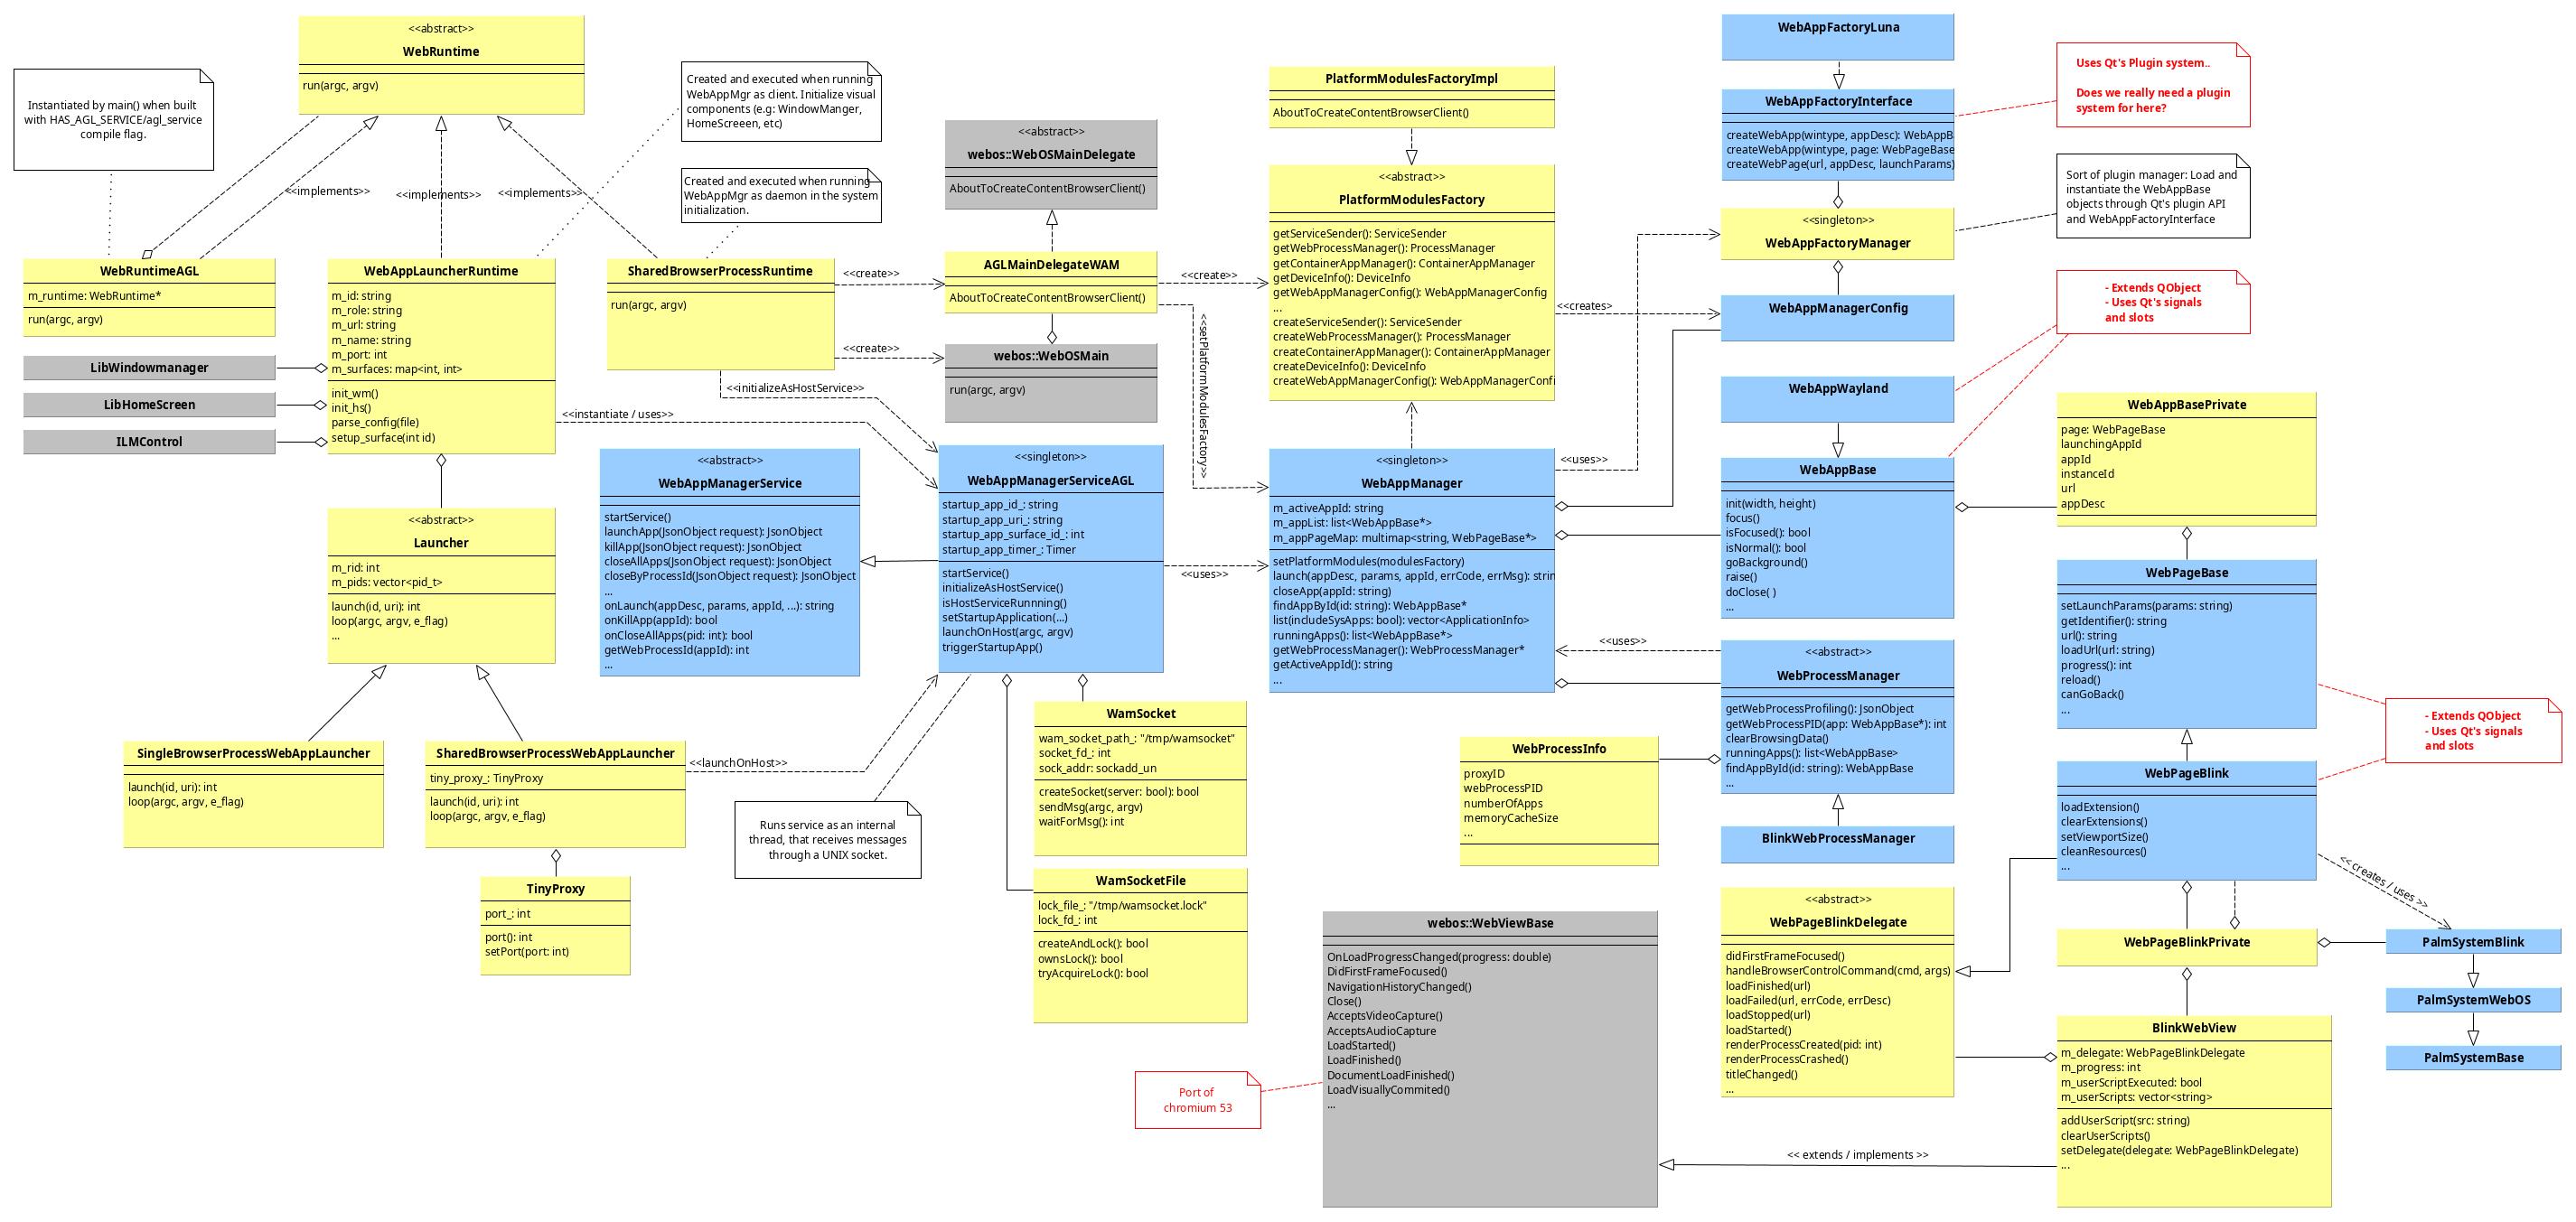 <<abstract>>
WebRuntime
run(argc, argv)
Instantiated by main() when built
with HAS_AGL_SERVICE/agl_service
compile flag.
Created and executed when running
WebAppMgr as client. Initialize visual
components (e.g: WindowManger,
HomeScreeen, etc)
Created and executed when running
WebAppMgr as daemon in the system
initialization.
<<implements>>
<<implements>>
<<implements>>
WebRuntimeAGL
m_runtime: WebRuntime*
run(argc, argv)
LibWindowmanager
LibHomeScreen
ILMControl
WebAppLauncherRuntime
m_id: string
m_role: string
m_url: string
m_name: string
m_port: int
m_surfaces: map<int, int>
init_wm()
init_hs()
parse_config(file)
setup_surface(int id)
SharedBrowserProcessRuntime
run(argc, argv)
<<create>>
<<create>>
<<initializeAsHostService>>
<<instantiate / uses>>
<<abstract>>
Launcher
m_rid: int
m_pids: vector<pid_t>
launch(id, uri): int
loop(argc, argv, e_flag)
...
SingleBrowserProcessWebAppLauncher
launch(id, uri): int
loop(argc, argv, e_flag)
SharedBrowserProcessWebAppLauncher
tiny_proxy_: TinyProxy
launch(id, uri): int
loop(argc, argv, e_flag)
<<launchOnHost>>
TinyProxy
port_: int
port(): int
setPort(port: int)
<<abstract>>
webos::WebOSMainDelegate
AboutToCreateContentBrowserClient()
AGLMainDelegateWAM
AboutToCreateContentBrowserClient()
webos::WebOSMain
run(argc, argv)
<<create>>
<<setPlatformModulesFactory>>
<<abstract>>
WebAppManagerService
startService()
launchApp(JsonObject request): JsonObject
killApp(JsonObject request): JsonObject
closeAllApps(JsonObject request): JsonObject
closeByProcessId(JsonObject request): JsonObject
...
onLaunch(appDesc, params, appId, ...): string
onKillApp(appId): bool
onCloseAllApps(pid: int): bool
getWebProcessId(appId): int
...
<<singleton>>
WebAppManagerServiceAGL
startup_app_id_: string
startup_app_uri_: string
startup_app_surface_id_: int
startup_app_timer_: Timer
startService()
initializeAsHostService()
isHostServiceRunnning()
setStartupApplication(...)
launchOnHost(argc, argv)
triggerStartupApp()
<<uses>>
Runs service as an internal
thread, that receives messages
through a UNIX socket.
WamSocket
wam_socket_path_: "/tmp/wamsocket"
socket_fd_: int
sock_addr: sockadd_un
createSocket(server: bool): bool
sendMsg(argc, argv)
waitForMsg(): int
WamSocketFile
lock_file_: "/tmp/wamsocket.lock"
lock_fd_: int
createAndLock(): bool
ownsLock(): bool
tryAcquireLock(): bool
PlatformModulesFactoryImpl
AboutToCreateContentBrowserClient()
<<abstract>>
PlatformModulesFactory
getServiceSender(): ServiceSender
getWebProcessManager(): ProcessManager
getContainerAppManager(): ContainerAppManager
getDeviceInfo(): DeviceInfo
getWebAppManagerConfig(): WebAppManagerConfig
...
createServiceSender(): ServiceSender
createWebProcessManager(): ProcessManager
createContainerAppManager(): ContainerAppManager
createDeviceInfo(): DeviceInfo
createWebAppManagerConfig(): WebAppManagerConfi
<<creates>
<<singleton>>
WebAppManager
m_activeAppId: string
m_appList: list<WebAppBase*>
m_appPageMap: multimap<string, WebPageBase*>
setPlatformModules(modulesFactory)
launch(appDesc, params, appId, errCode, errMsg): strin
closeApp(appId: string)
findAppById(id: string): WebAppBase*
list(includeSysApps: bool): vector<ApplicationInfo>
runningApps(): list<WebAppBase*>
getWebProcessManager(): WebProcessManager*
getActiveAppId(): string
...
<<uses>>
<<uses>>
WebAppFactoryLuna
WebAppFactoryInterface
createWebApp(wintype, appDesc): WebAppB
createWebApp(wintype, page: WebPageBase
createWebPage(url, appDesc, launchParams)
<<singleton>>
WebAppFactoryManager
WebAppManagerConfig
Uses Qt's Plugin system..
Does we really need a plugin
system for here?
Sort of plugin manager: Load and
instantiate the WebAppBase
objects through Qt's plugin API
and WebAppFactoryInterface
- Extends QObject
- Uses Qt's signals
and slots
WebAppWayland
WebAppBase
init(width, height)
focus()
isFocused(): bool
isNormal(): bool
goBackground()
raise()
doClose( )
...
WebAppBasePrivate
page: WebPageBase
launchingAppId
appId
instanceId
url
appDesc
<<abstract>>
WebProcessManager
getWebProcessProfiling(): JsonObject
getWebProcessPID(app: WebAppBase*): int
clearBrowsingData()
runningApps(): list<WebAppBase>
findAppById(id: string): WebAppBase
...
WebProcessInfo
proxyID
webProcessPID
numberOfApps
memoryCacheSize
...
BlinkWebProcessManager
WebPageBase
setLaunchParams(params: string)
getIdentifier(): string
url(): string
loadUrl(url: string)
progress(): int
reload()
canGoBack()
...
- Extends QObject
- Uses Qt's signals
and slots
WebPageBlink
loadExtension()
clearExtensions()
setViewportSize()
cleanResources()
...
<< creates / uses >>
<<abstract>>
WebPageBlinkDelegate
didFirstFrameFocused()
handleBrowserControlCommand(cmd, args)
loadFinished(url)
loadFailed(url, errCode, errDesc)
loadStopped(url)
loadStarted()
renderProcessCreated(pid: int)
renderProcessCrashed()
titleChanged()
...
WebPageBlinkPrivate
PalmSystemBlink
PalmSystemWebOS
PalmSystemBase
webos::WebViewBase
OnLoadProgressChanged(progress: double)
DidFirstFrameFocused()
NavigationHistoryChanged()
Close()
AcceptsVideoCapture()
AcceptsAudioCapture
LoadStarted()
LoadFinished()
DocumentLoadFinished()
LoadVisuallyCommited()
...
Port of
chromium 53
BlinkWebView
m_delegate: WebPageBlinkDelegate
m_progress: int
m_userScriptExecuted: bool
m_userScripts: vector<string>
addUserScript(src: string)
clearUserScripts()
setDelegate(delegate: WebPageBlinkDelegate)
...
<< extends / implements >>